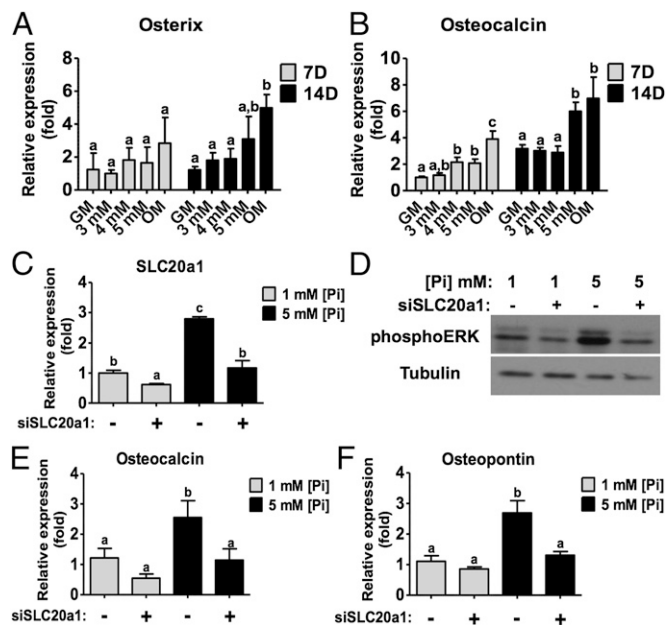 A
Osterix
Relative expression
(fold)
8
6
4
2
0
a
a
a
a
a
a
a
a
a,b
b
GM
3 mM
4 mM
5 mM
OM
GM
3 mM
4 mM
5 mM
OM
7D
14D
B
Osteocalcin
Relative expression
(fold)
10
8
6
4
2
0
a
a,b
b
b
c
a
a
a
b
b
GM
3 mM
4 mM
5 mM
OM
GM
3 mM
4 mM
5 mM
OM
7D
14D
C
SLC20a1
Relative expression
(fold)
4
3
2
1
0
b
a
c
b
1 mM [Pi]
5 mM [Pi]
siSLC20a1: - + - +
D
[Pi] mM: 1 1 5 5
siSLC20a1: - + - +
phosphoERK
Tubulin
E
Osteocalcin
Relative expression
(fold)
4
3
2
1
0
a
a
b
a
1 mM [Pi]
5 mM [Pi]
siSLC20a1: - + - +
F
Osteopontin
Relative expression
(fold)
4
3
2
1
0
a
a
b
a
1 mM [Pi]
5 mM [Pi]
siSLC20a1: - + - +